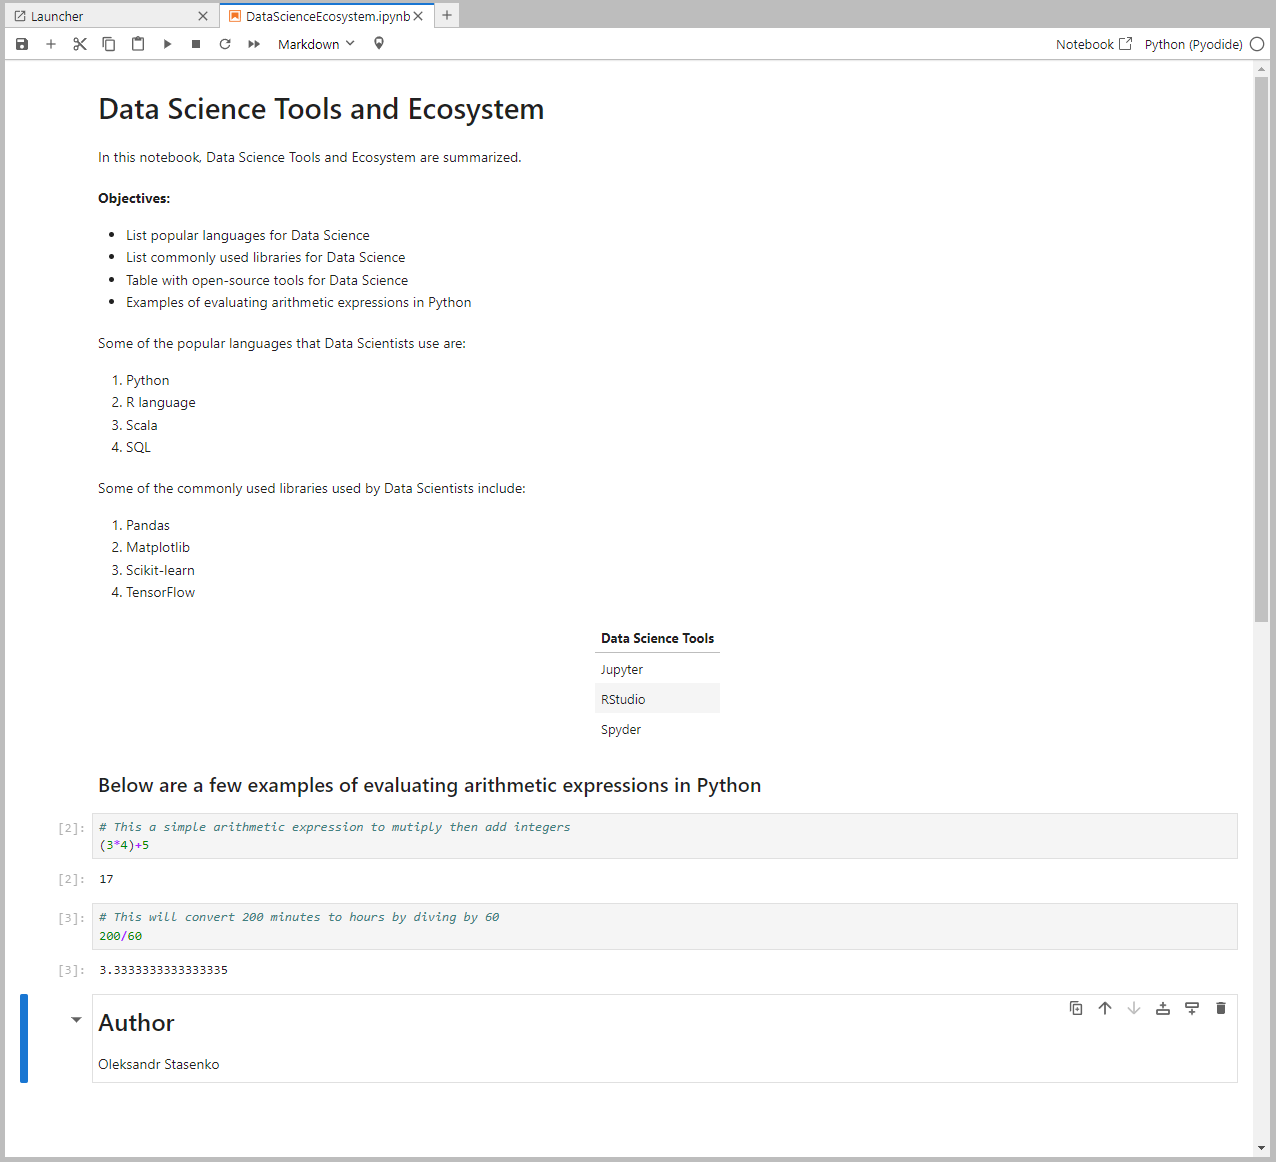 Launcher
DataScienceEcosystem.ipynb
Markdown
Notebook
Python (Pyodide)
Data Science Tools and Ecosystem
In this notebook, Data Science Tools and Ecosystem are summarized.
Objectives:
• List popular languages for Data Science
• List commonly used libraries for Data Science
• Table with open-source tools for Data Science
• Examples of evaluating arithmetic expressions in Python
Some of the popular languages that Data Scientists use are:
1. Python
2. R language
3. Scala
4. SQL
Some of the commonly used libraries used by Data Scientists include:
1. Pandas
2. Matplotlib
3. Scikit-learn
4. TensorFlow
Data Science Tools
Jupyter
RStudio
Spyder
Below are a few examples of evaluating arithmetic expressions in Python
[2]: # This a simple arithmetic expression to mutiply then add integers
(3*4)+5
[2]: 17
[3]: # This will convert 200 minutes to hours by diving by 60
200/60
[3]: 3.3333333333333335
Author
Oleksandr Stasenko